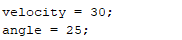 velocity = 30;
angle = 25;